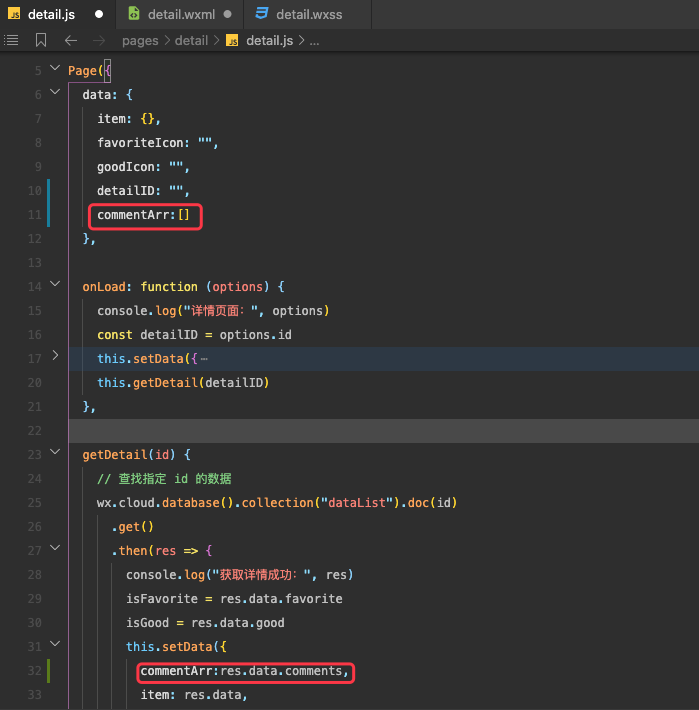 JS detail.js ● detail.wxml ● detail.wxss
pages > detail > JS detail.js > ...
5 Page({
6 data: {
7 item: {},
8 favoriteIcon: "",
9 goodIcon: "",
10 detailID: "",
11 commentArr:[]
12 },
13
14 onLoad: function (options) {
15 console.log("详情页面：", options)
16 const detailID = options.id
17 this.setData({⋯
20 this.getDetail(detailID)
21 },
22
23 getDetail(id) {
24 // 查找指定 id 的数据
25 wx.cloud.database().collection("dataList").doc(id)
26 .get()
27 .then(res => {
28 console.log("获取详情成功：", res)
29 isFavorite = res.data.favorite
30 isGood = res.data.good
31 this.setData({
32 commentArr:res.data.comments,
33 item: res.data,